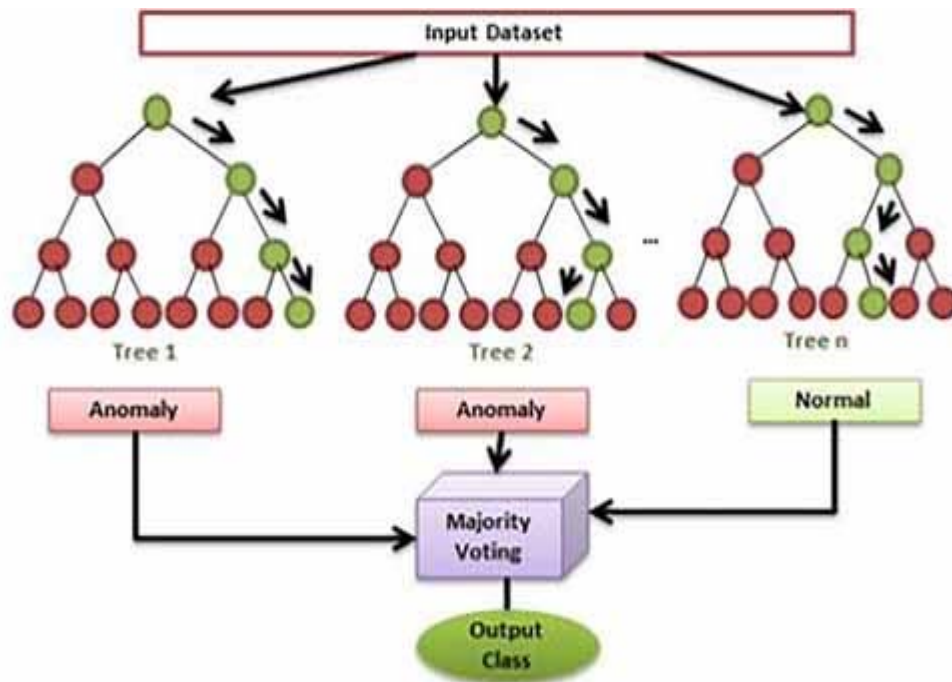 Input Dataset
...
Tree 1
Tree 2
Tree n
Anomaly
Anomaly
Normal
Majority
Voting
Output
Class